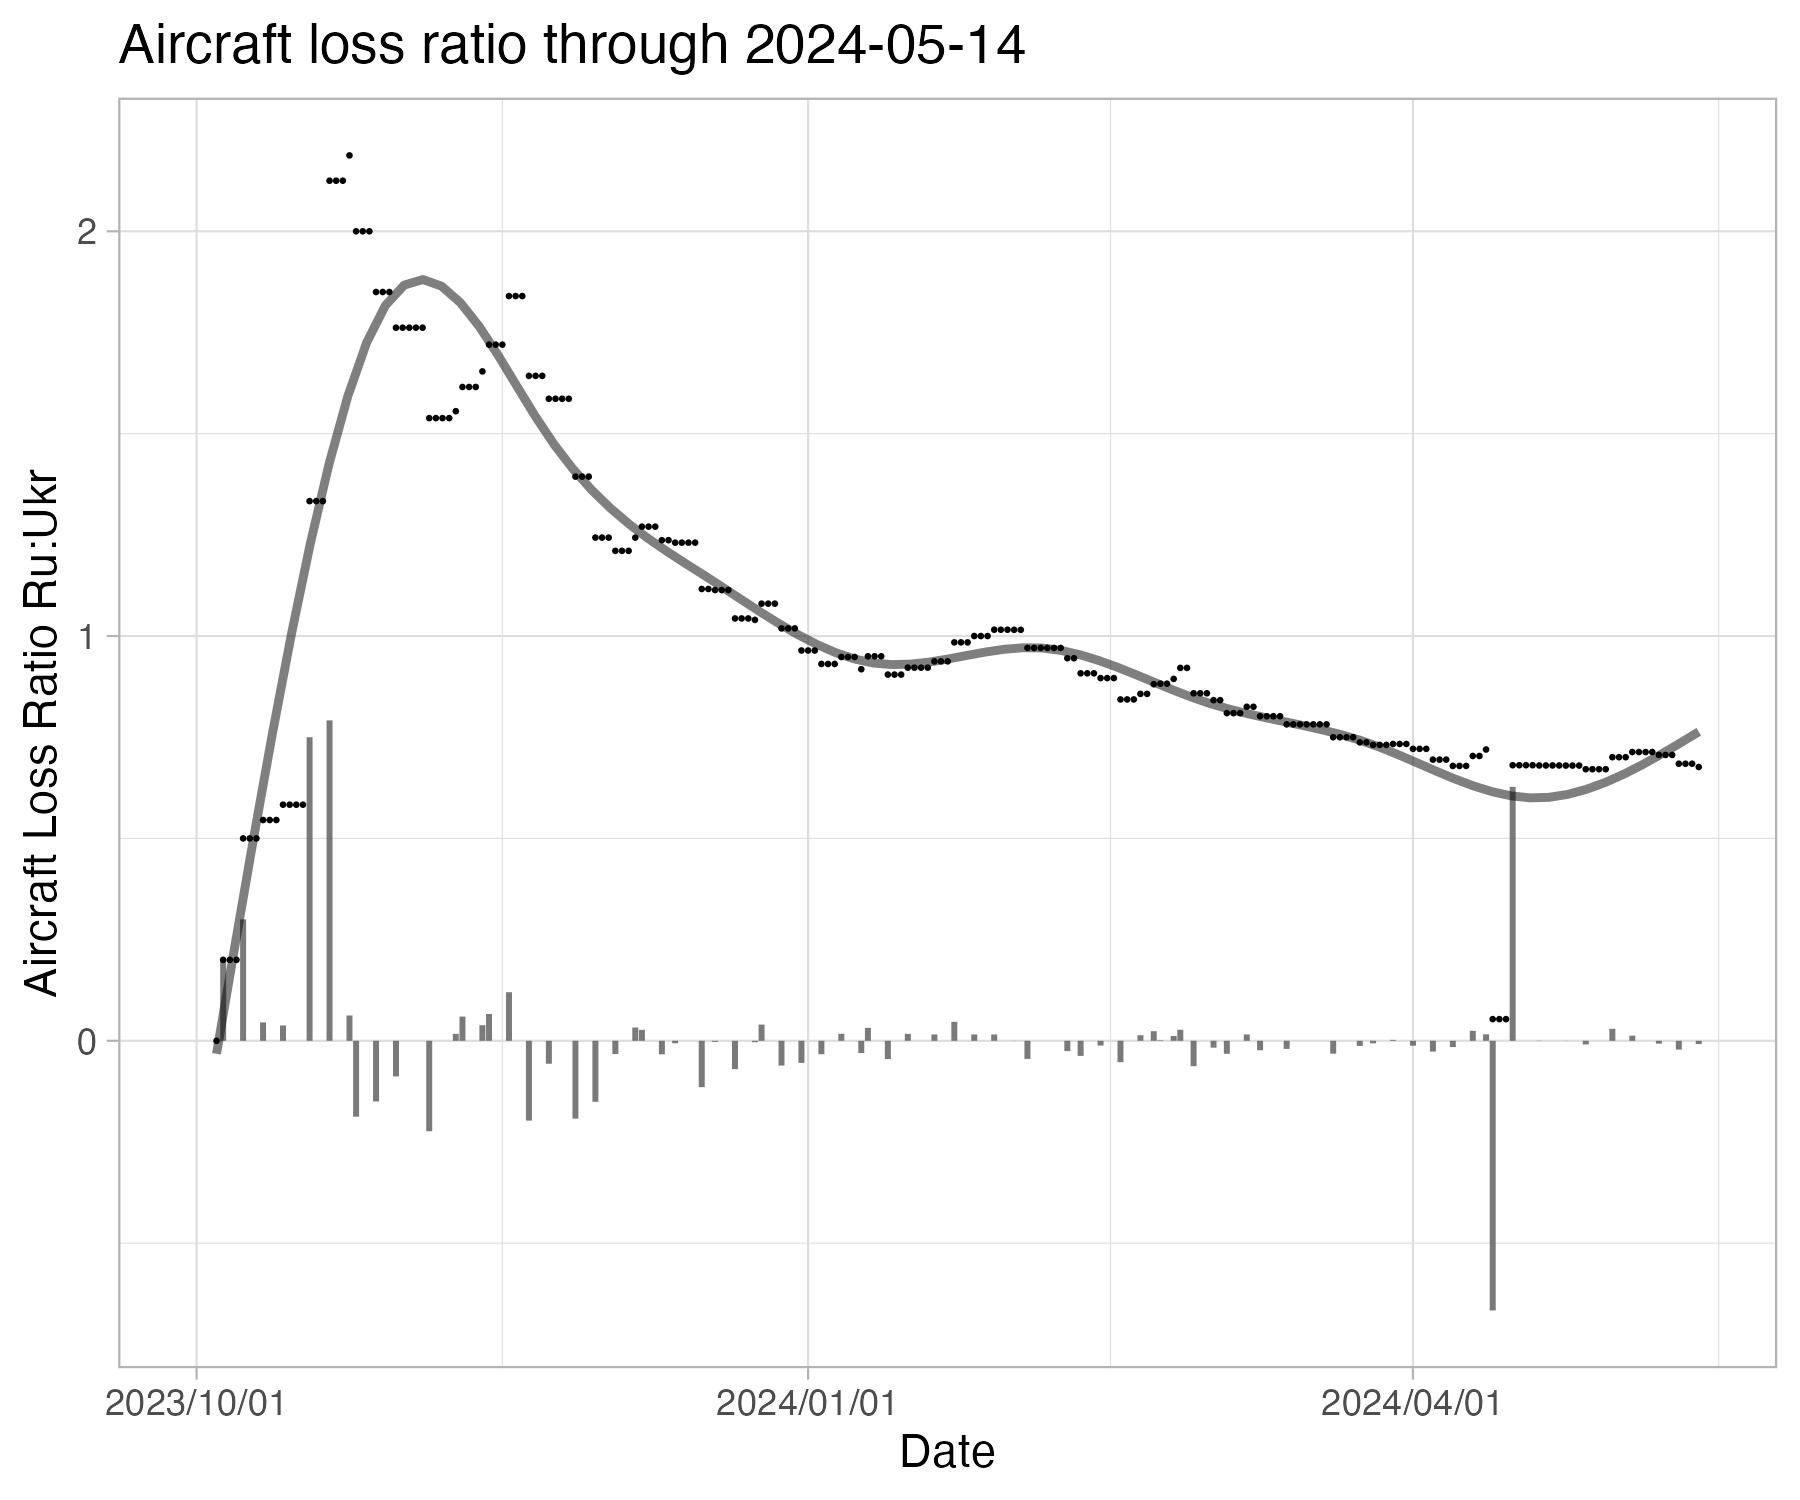 Aircraft loss ratio through 2024-05-14
Aircraft Loss Ratio Ru:Ukr
2
1
0
2023/10/01
2024/01/01
2024/04/01
Date